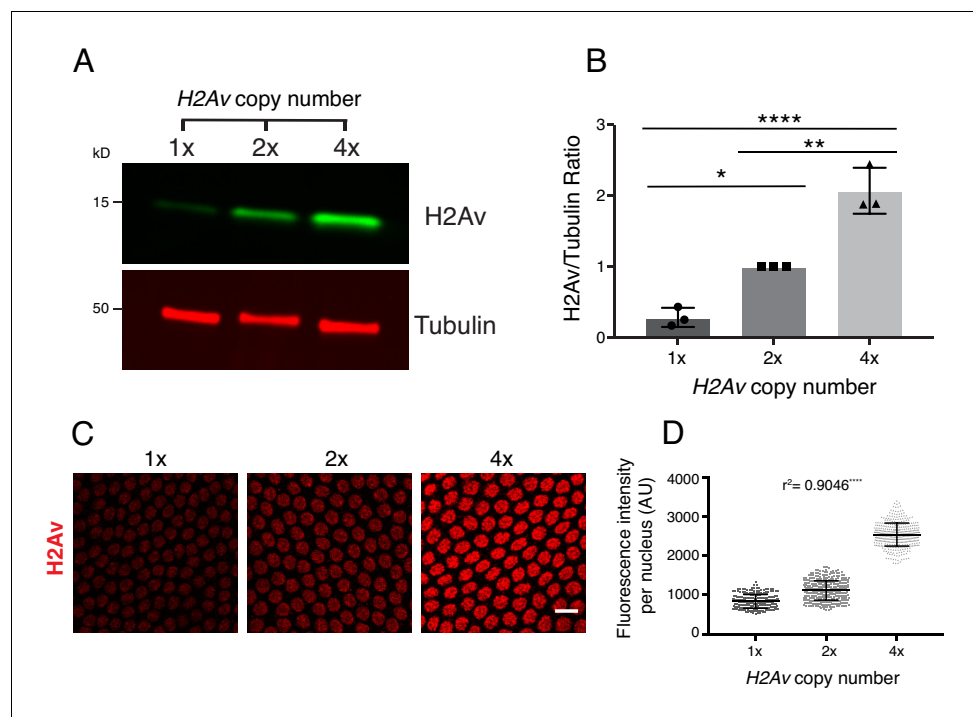 A
H2Av copy number
1x 2x 4x
kD
15
H2Av
50
Tubulin
B
**** 
**
*
H2Av/Tubulin Ratio
3
2
1
0
1x 2x 4x
H2Av copy number
C
1x 2x 4x
H2Av
D
r²= 0.9046****
Fluorescence intensity
per nucleus (AU)
4000
3000
2000
1000
0
1x 2x 4x
H2Av copy number